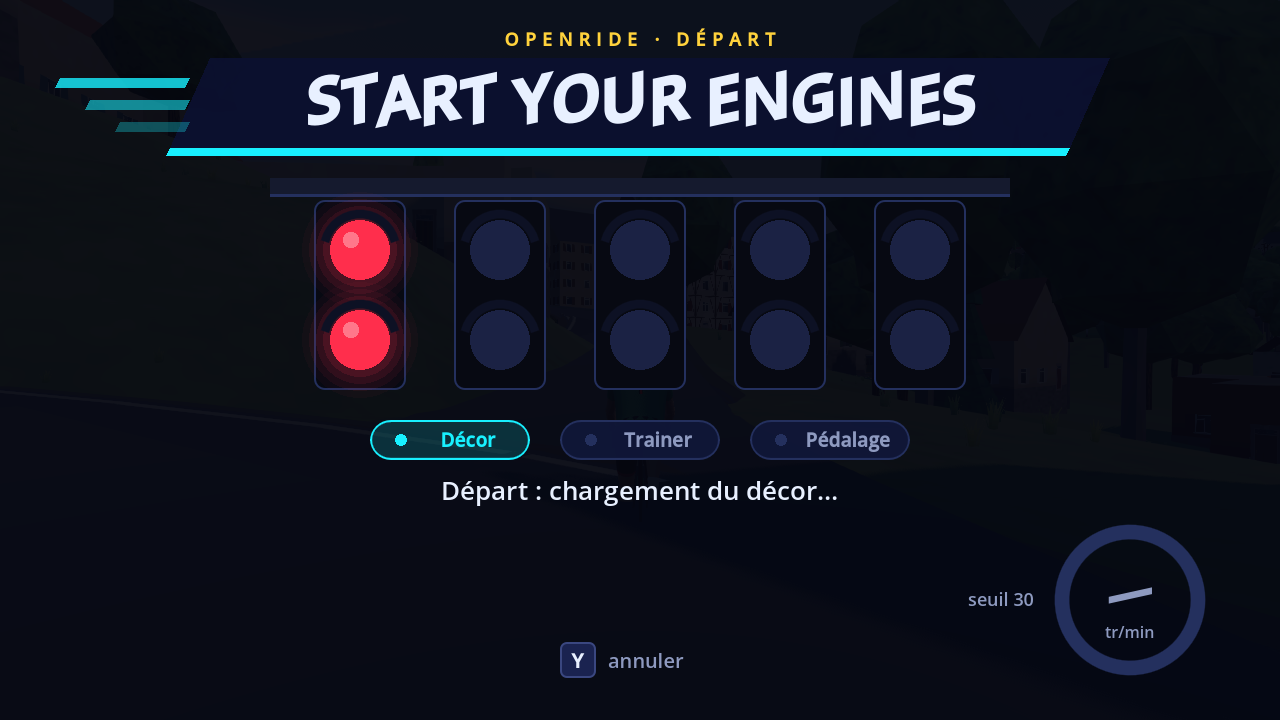 OPENRIDE · DÉPART
START YOUR ENGINES
Décor
Trainer
Pédalage
Départ : chargement du décor...
seuil 30
—
tr/min
Y annuler